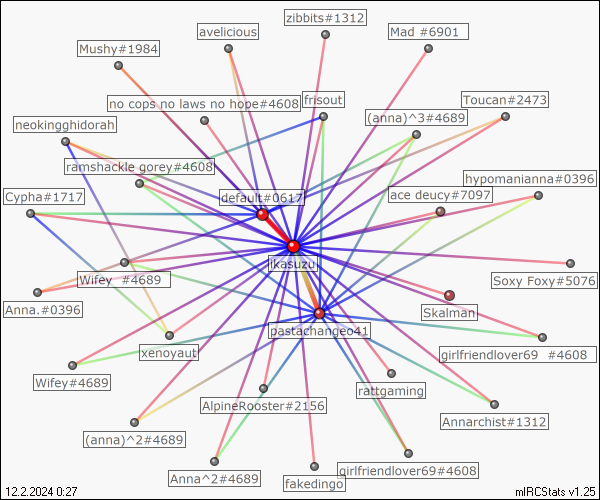 zibbits#1312
avelicious
Mad #6901
Mushy#1984
no cops no laws no hope#4608
frisout
Toucan#2473
neokingghidorah
(anna)^3#4689
ramshackle gorey#4608
hypomanianna#0396
Cypha#1717
default#0617
ace deucy#7097
ikasuzu
Wifey #4689
Soxy Foxy#5076
Anna.#0396
Skalman
pastachange041
xenoyaut
girlfriendlover69 #4608
Wifey#4689
rattgaming
AlpineRooster#2156
Annarchist#1312
(anna)^2#4689
Anna^2#4689
fakedingo
girlfriendlover69#4608
12.2.2024 0:27
mIRCStats v1.25